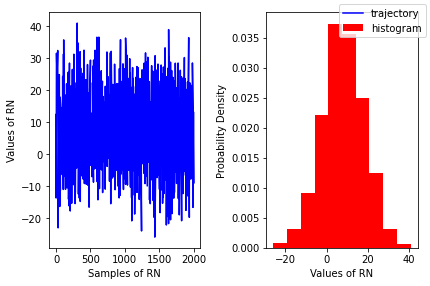 trajectory
histogram
40
30
20
10
0
−10
−20
Values of RN
0 500 1000 1500 2000
Samples of RN
0.035
0.030
0.025
0.020
0.015
0.010
0.005
0.000
Probability Density
−20 0 20 40
Values of RN